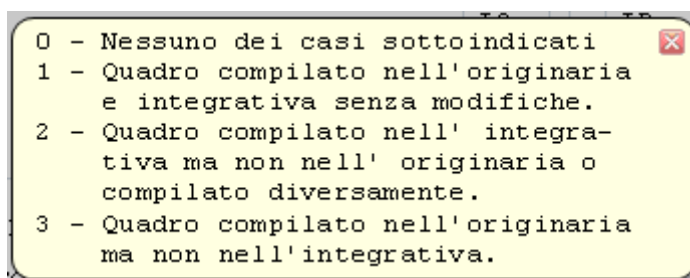 0 - Nessuno dei casi sottoindicati
1 - Quadro compilato nell'originaria
e integrativa senza modifiche.
2 - Quadro compilato nell' integra-
tiva ma non nell' originaria o
compilato diversamente.
3 - Quadro compilato nell'originaria
ma non nell'integrativa.